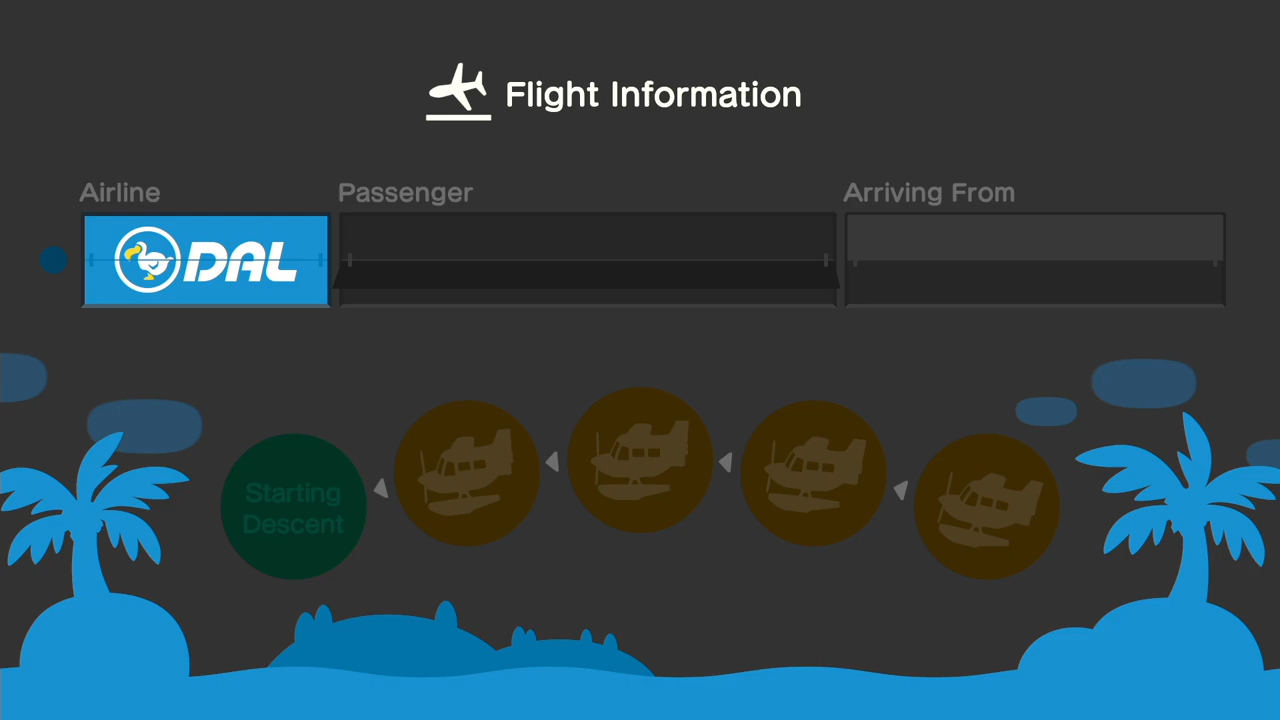 Flight Information
Airline
Passenger
Arriving From
DAL
Starting
Descent